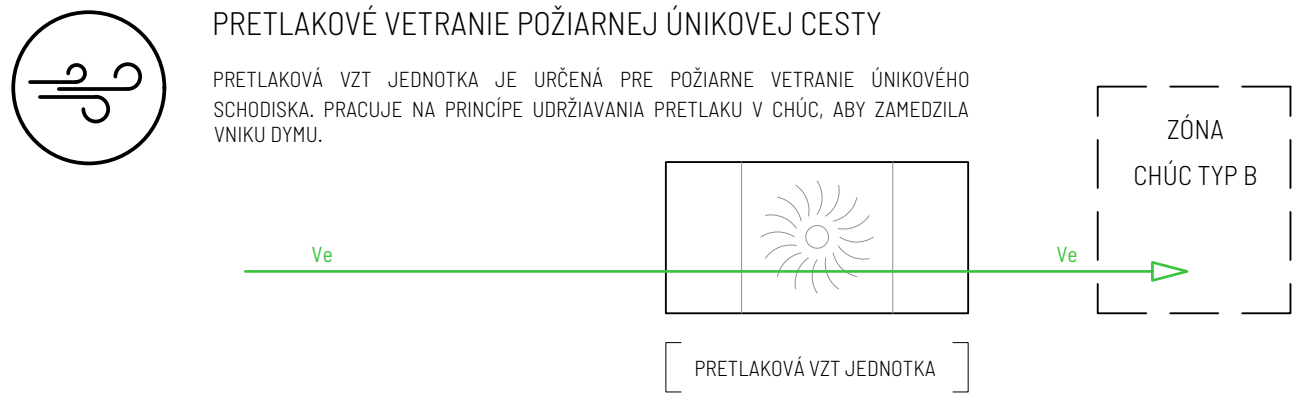 PRETLAKOVÉ VETRANIE POŽIARNEJ ÚNIKOVEJ CESTY
PRETLAKOVÁ VZT JEDNOTKA JE URČENÁ PRE POŽIARNE VETRANIE ÚNIKOVÉHO
SCHODISKA. PRACUJE NA PRINCÍPE UDRŽIAVANIA PRETLAKU V CHÚC, ABY ZAMEDZILA
VNIKU DYMU.
ZÓNA
CHÚC TYP B
Ve
Ve
PRETLAKOVÁ VZT JEDNOTKA